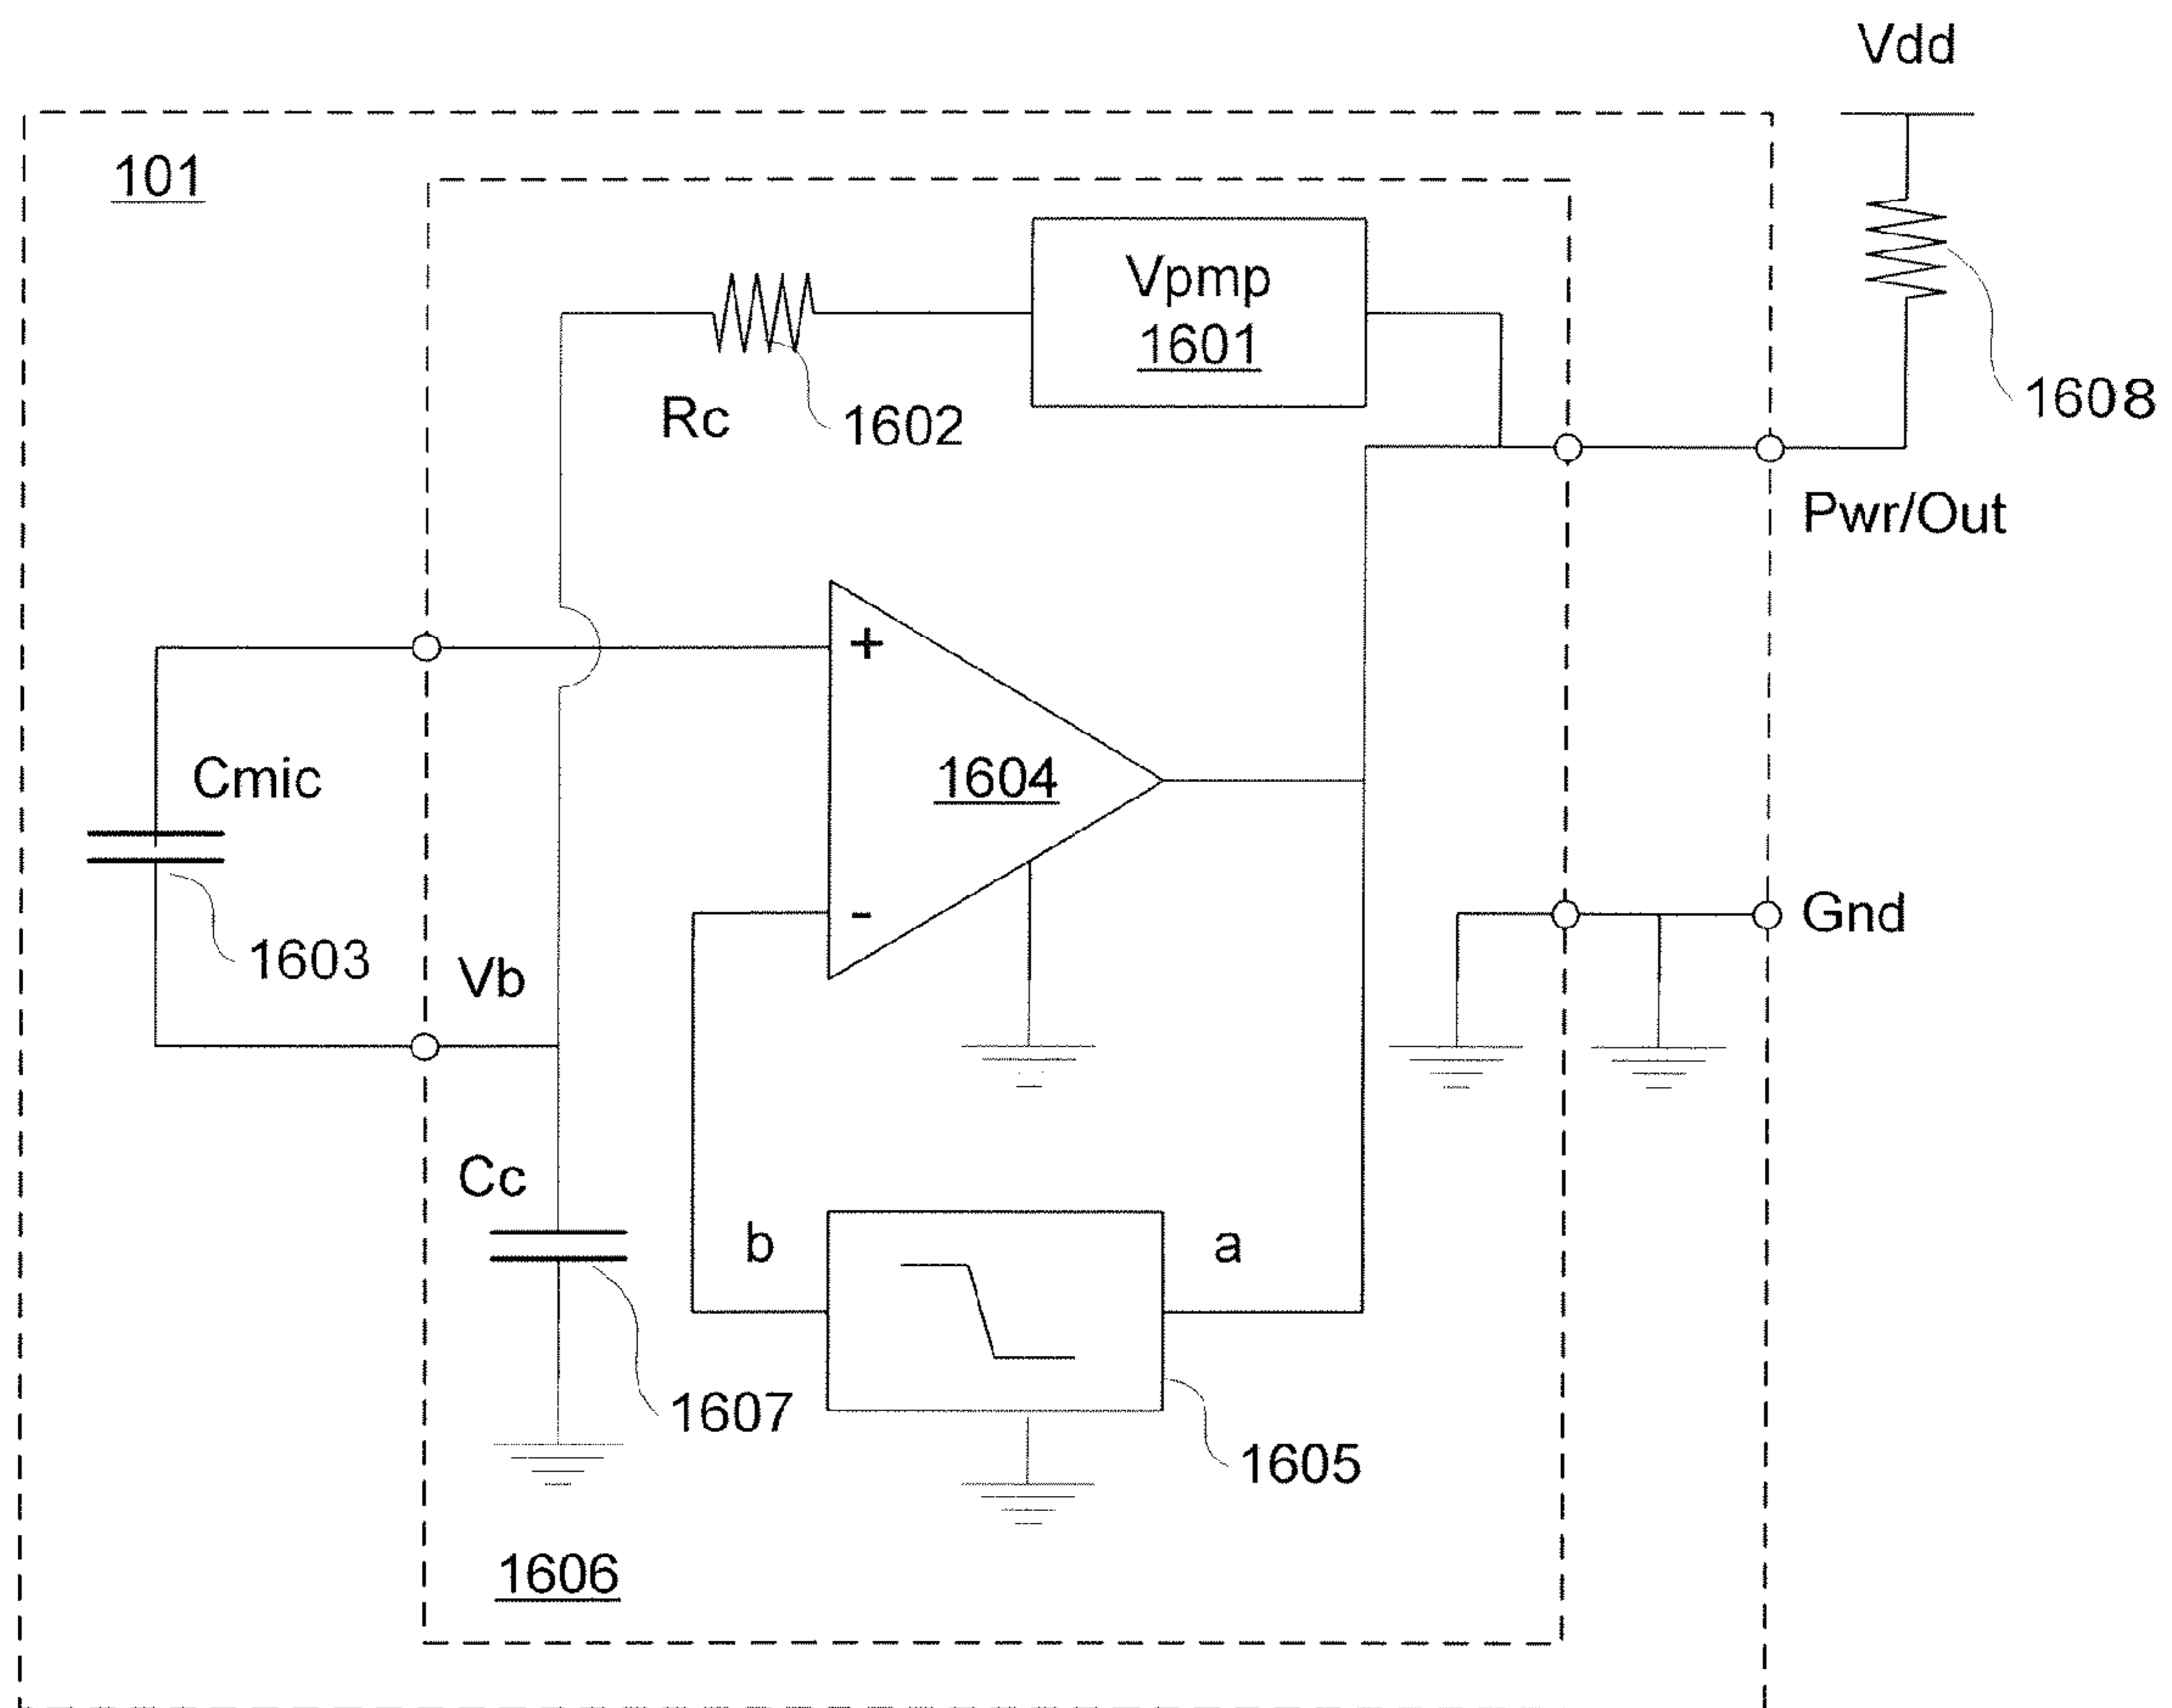 Vdd
101
Vpmp
1601
Rc
1602
1608
Pwr/Out
+
Cmic
1604
-
Gnd
1603
Vb
Cc
b
a
1607
1605
1606